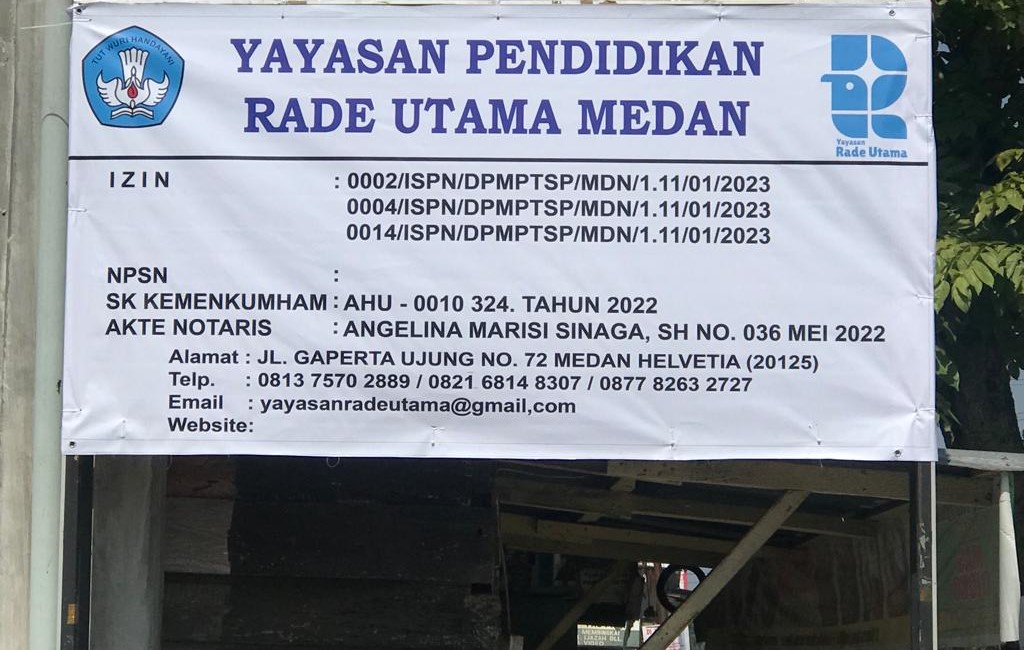 TUT WURI HANDAYANI
YAYASAN PENDIDIKAN
RADE UTAMA MEDAN
Yayasan
Rade Utama
IZIN : 0002/ISPN/DPMPTSP/MDN/1.11/01/2023
0004/ISPN/DPMPTSP/MDN/1.11/01/2023
0014/ISPN/DPMPTSP/MDN/1.11/01/2023
NPSN :
SK KEMENKUMHAM : AHU - 0010 324. TAHUN 2022
AKTE NOTARIS : ANGELINA MARISI SINAGA, SH NO. 036 MEI 2022
Alamat : JL. GAPERTA UJUNG NO. 72 MEDAN HELVETIA (20125)
Telp. : 0813 7570 2889 / 0821 6814 8307 / 0877 8263 2727
Email : yayasanradeutama@gmail,com
Website: